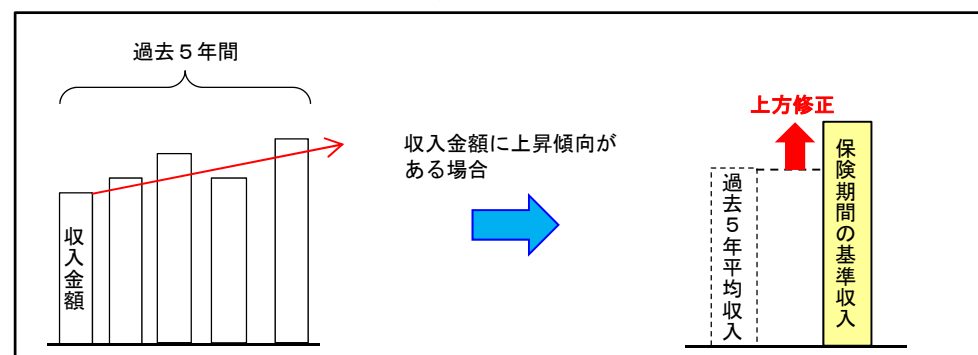 過去５年間
収入金額
収入金額に上昇傾向が
ある場合
上方修正
過去５年平均収入
保険期間の基準収入